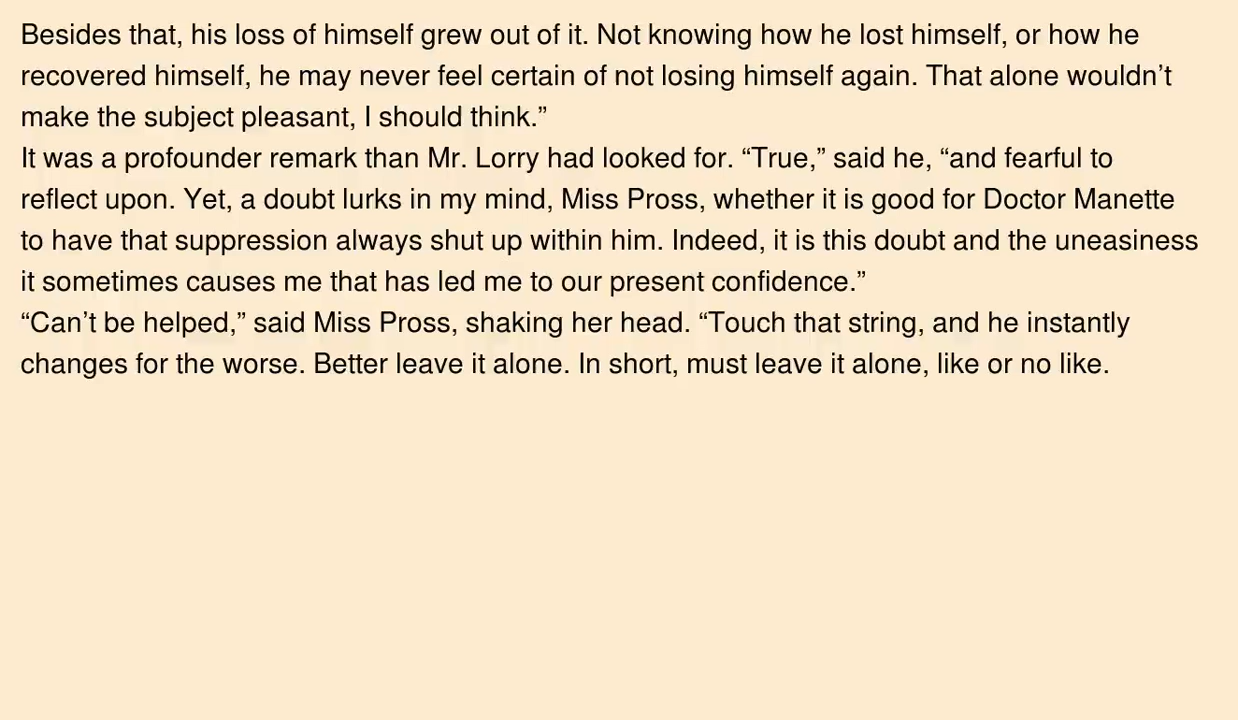 Besides that, his loss of himself grew out of it. Not knowing how he lost himself, or how he
recovered himself, he may never feel certain of not losing himself again. That alone wouldn’t
make the subject pleasant, I should think.”
It was a profounder remark than Mr. Lorry had looked for. “True,” said he, “and fearful to
reflect upon. Yet, a doubt lurks in my mind, Miss Pross, whether it is good for Doctor Manette
to have that suppression always shut up within him. Indeed, it is this doubt and the uneasiness
it sometimes causes me that has led me to our present confidence.”
“Can’t be helped,” said Miss Pross, shaking her head. “Touch that string, and he instantly
changes for the worse. Better leave it alone. In short, must leave it alone, like or no like.